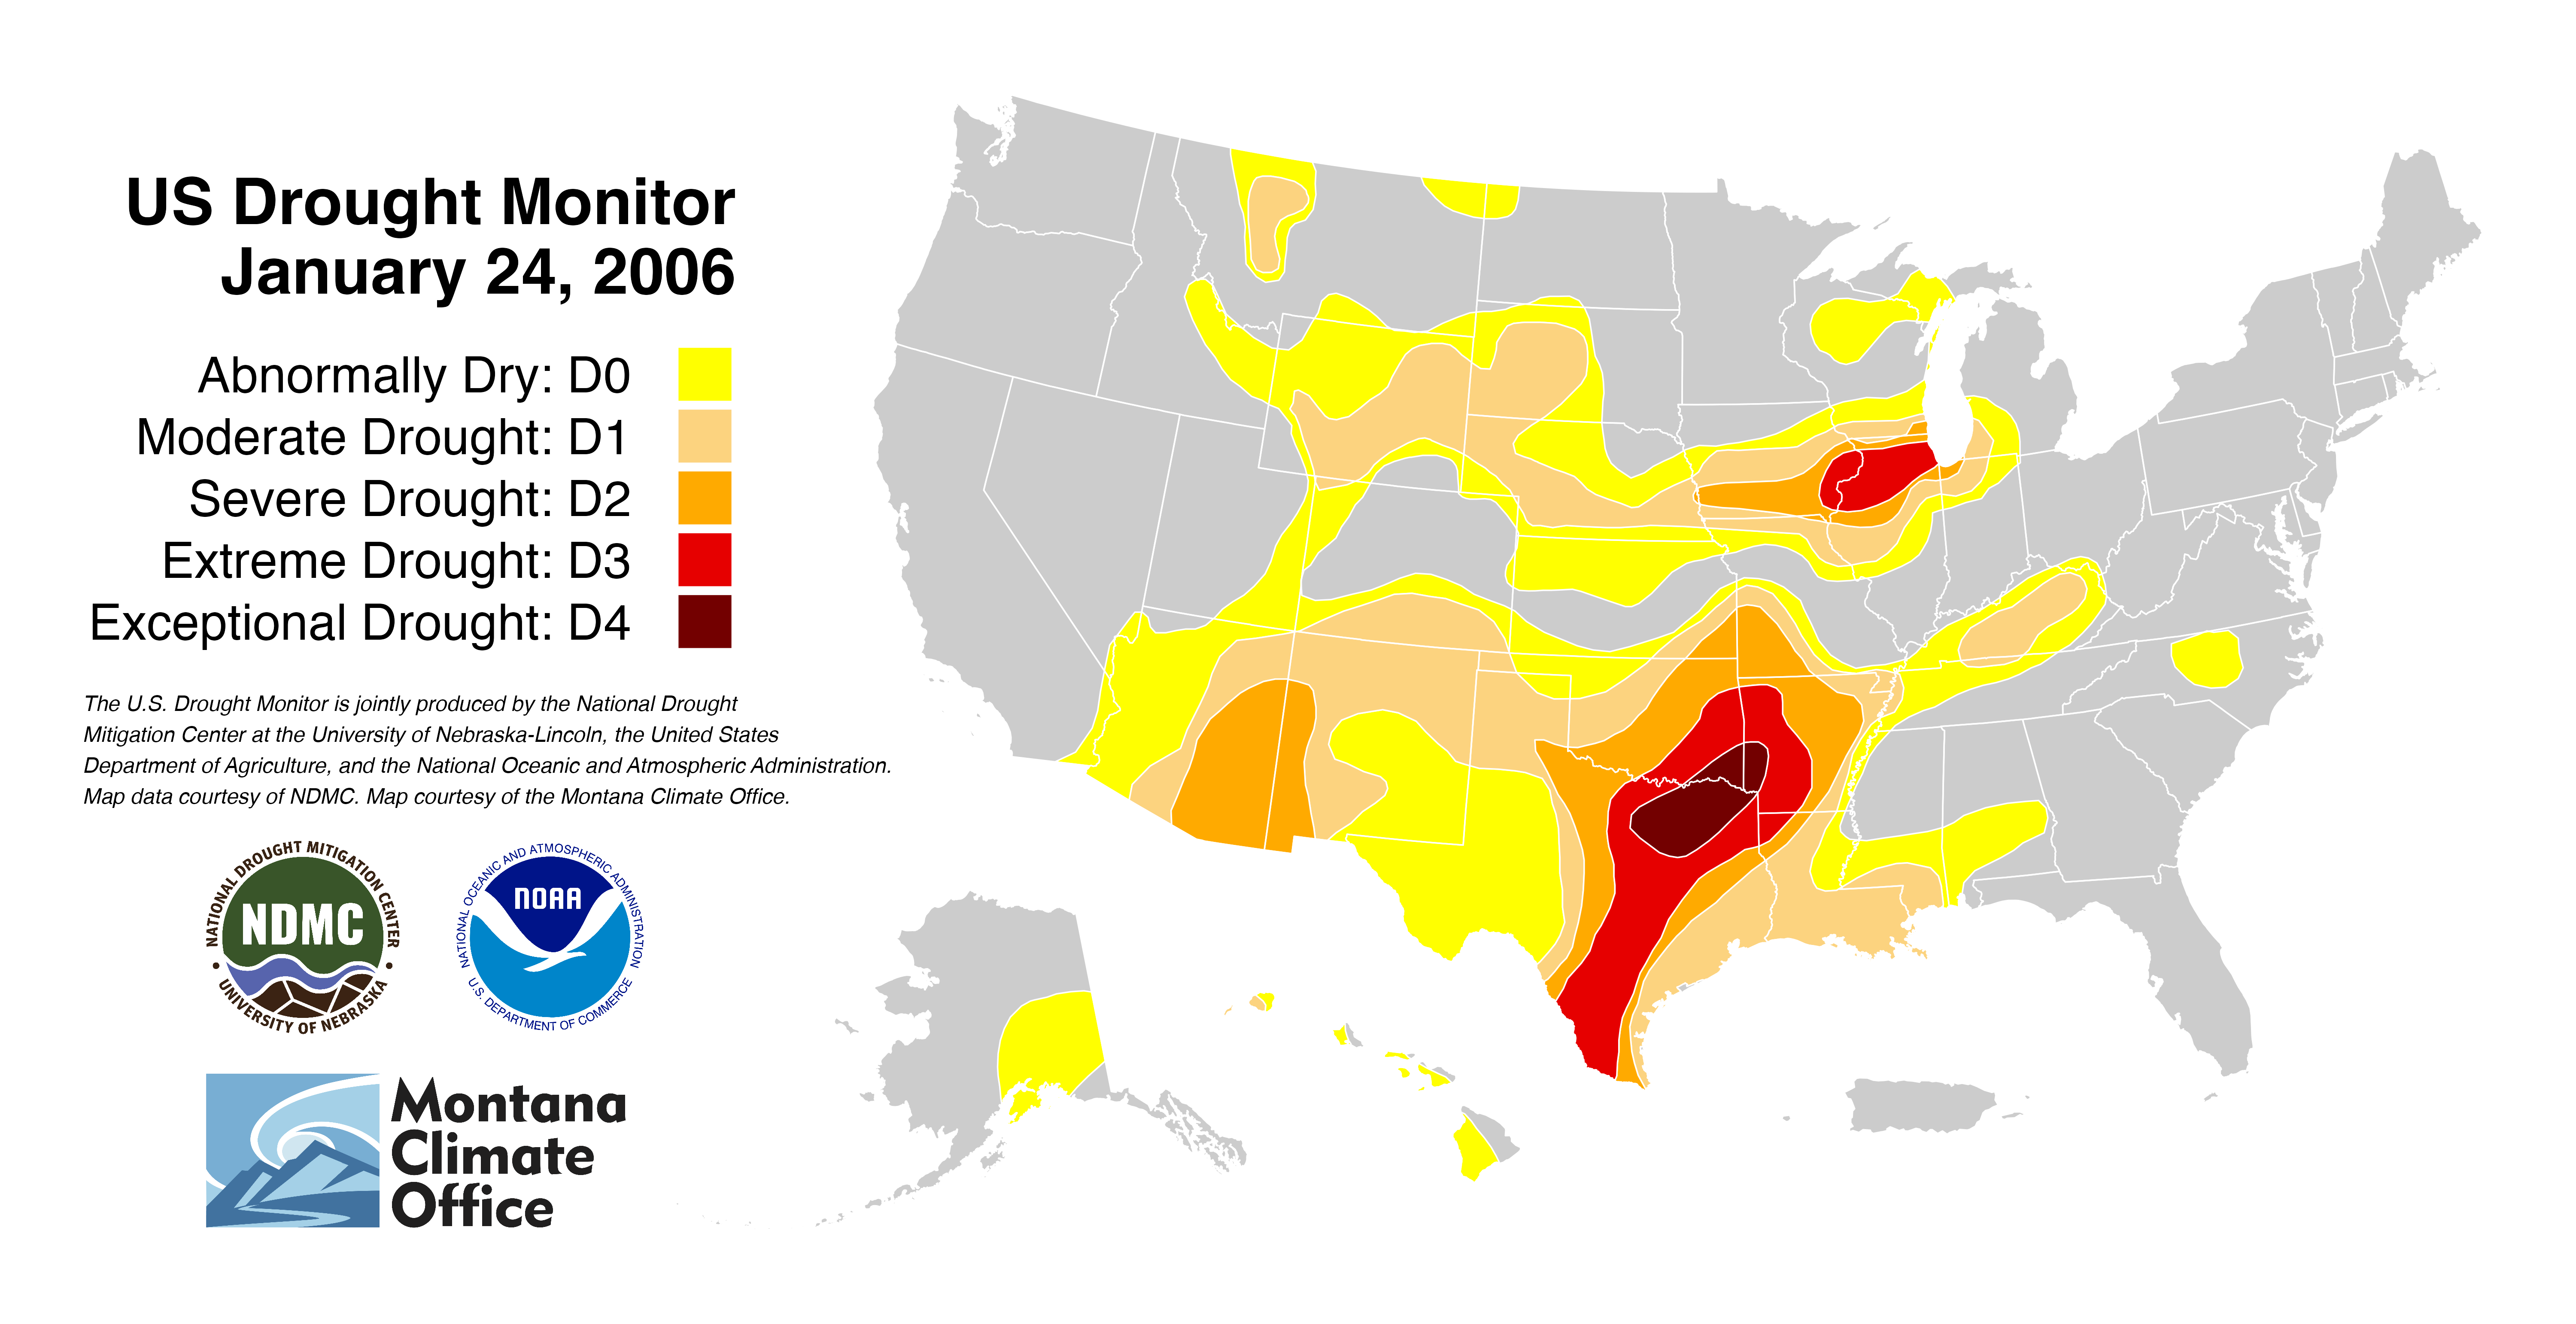 US Drought Monitor
January 24, 2006
Abnormally Dry: D0
Moderate Drought: D1
Severe Drought: D2
Extreme Drought: D3
Exceptional Drought: D4
The U.S. Drought Monitor is jointly produced by the National Drought
Mitigation Center at the University of Nebraska-Lincoln, the United States
Department of Agriculture, and the National Oceanic and Atmospheric Administration.
Map data courtesy of NDMC. Map courtesy of the Montana Climate Office.
NATIONAL DROUGHT MITIGATION CENTER
NDMC
• UNIVERSITY OF NEBRASKA •
NATIONAL OCEANIC AND ATMOSPHERIC ADMINISTRATION
NOAA
U.S. DEPARTMENT OF COMMERCE
Montana
Climate
Office